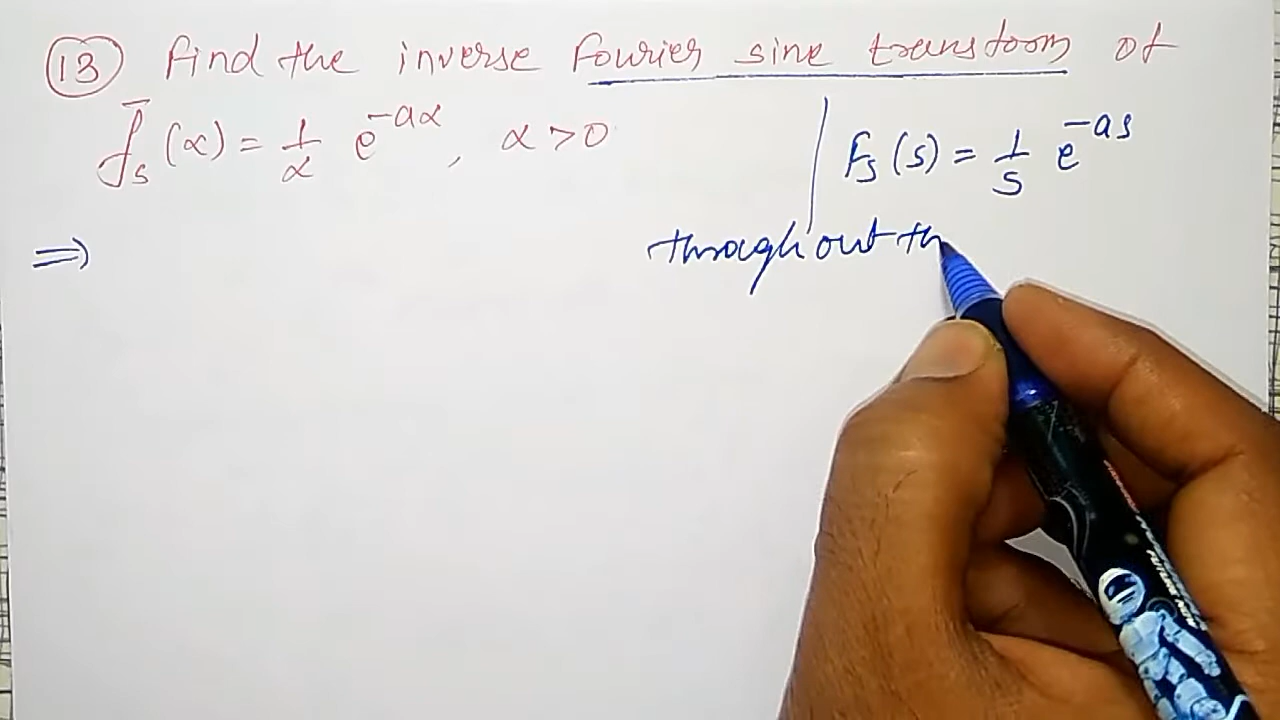 (13) Find the inverse Fourier sine transform of
f̄ₛ(α) = 1/α e^{-aα}, α > 0
Fₛ(s) = 1/s e^{-as}
⇒
throughout th